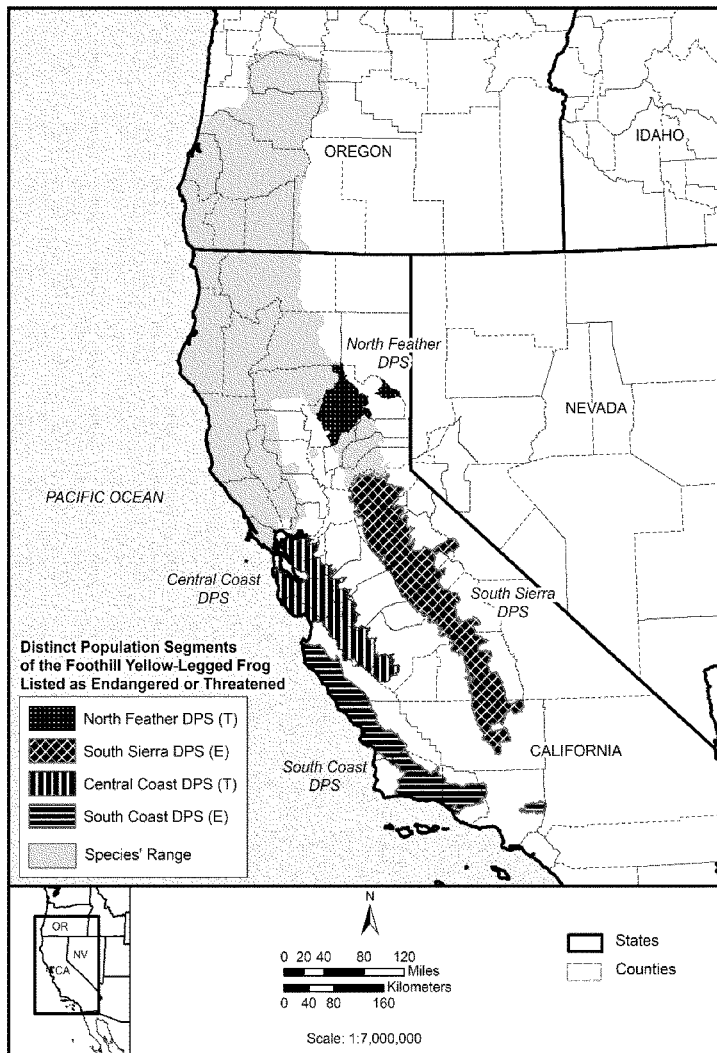 OREGON
IDAHO
North Feather
DPS
NEVADA
PACIFIC OCEAN
Central Coast
DPS
South Sierra
DPS
Distinct Population Segments
of the Foothill Yellow-Legged Frog
Listed as Endangered or Threatened
North Feather DPS (T)
South Sierra DPS (E)
Central Coast DPS (T)
South Coast DPS (E)
Species' Range
CALIFORNIA
South Coast
DPS
OR
NV
CA
N
0 20 40 80 120
Miles
Kilometers
0 40 80 160
Scale: 1:7,000,000
States
Counties